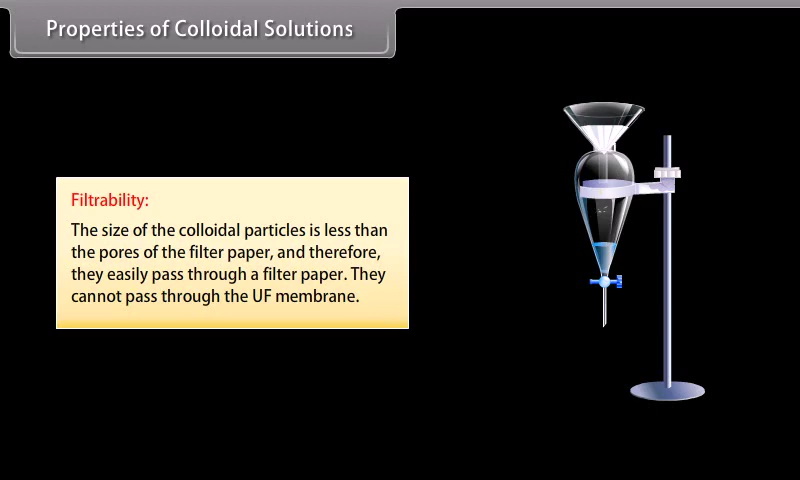 Properties of Colloidal Solutions
Filtrability:
The size of the colloidal particles is less than
the pores of the filter paper, and therefore,
they easily pass through a filter paper. They
cannot pass through the UF membrane.